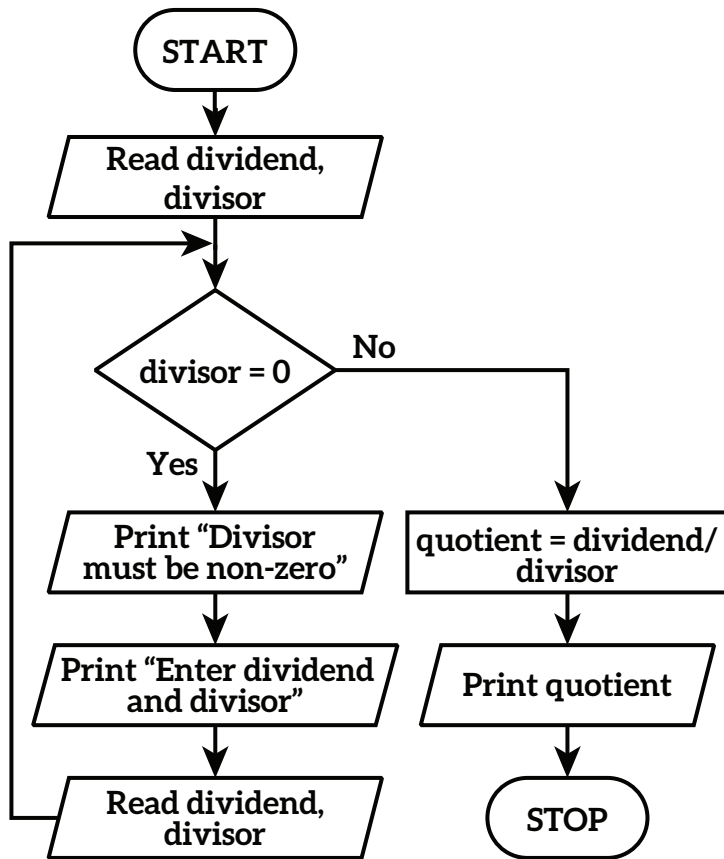 START
Read dividend,
divisor
divisor = 0
No
Yes
Print “Divisor
must be non-zero”
Print “Enter dividend
and divisor”
Read dividend,
divisor
quotient = dividend/
divisor
Print quotient
STOP